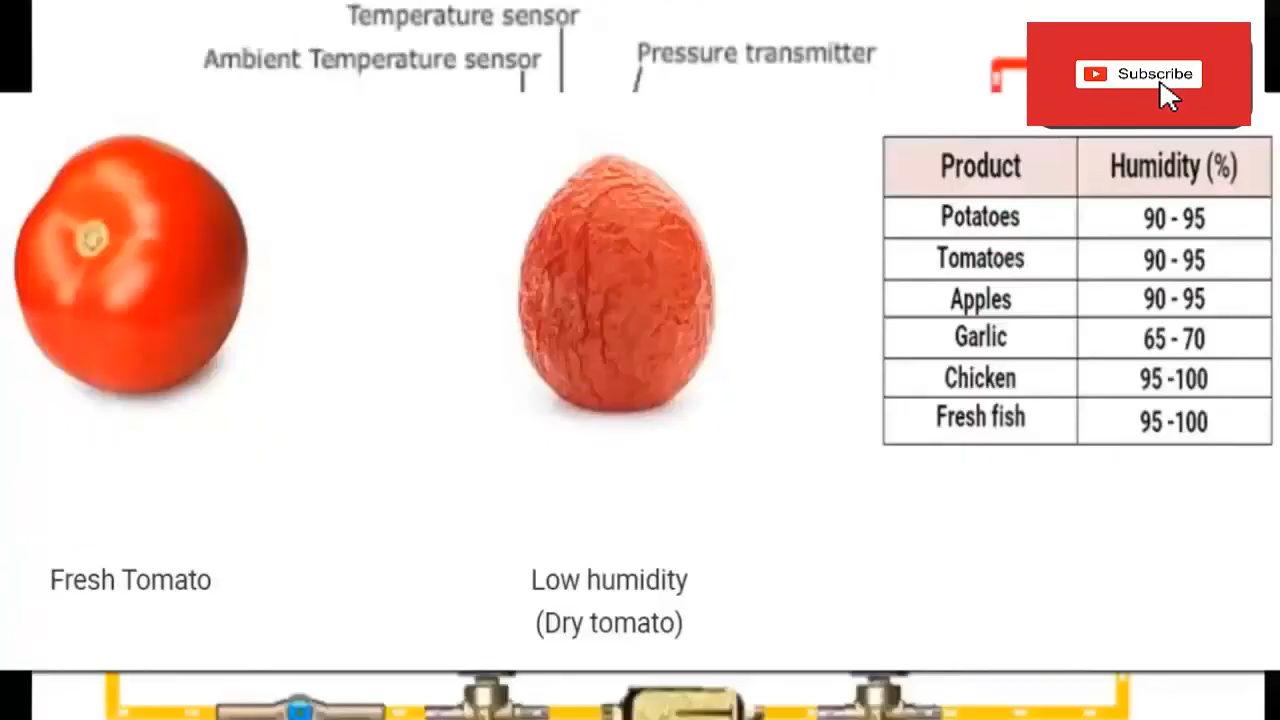 Temperature sensor
Ambient Temperature sensor
Pressure transmitter
Subscribe
Product Humidity (%)
Potatoes 90 - 95
Tomatoes 90 - 95
Apples 90 - 95
Garlic 65 - 70
Chicken 95 -100
Fresh fish 95 -100
Fresh Tomato
Low humidity
(Dry tomato)